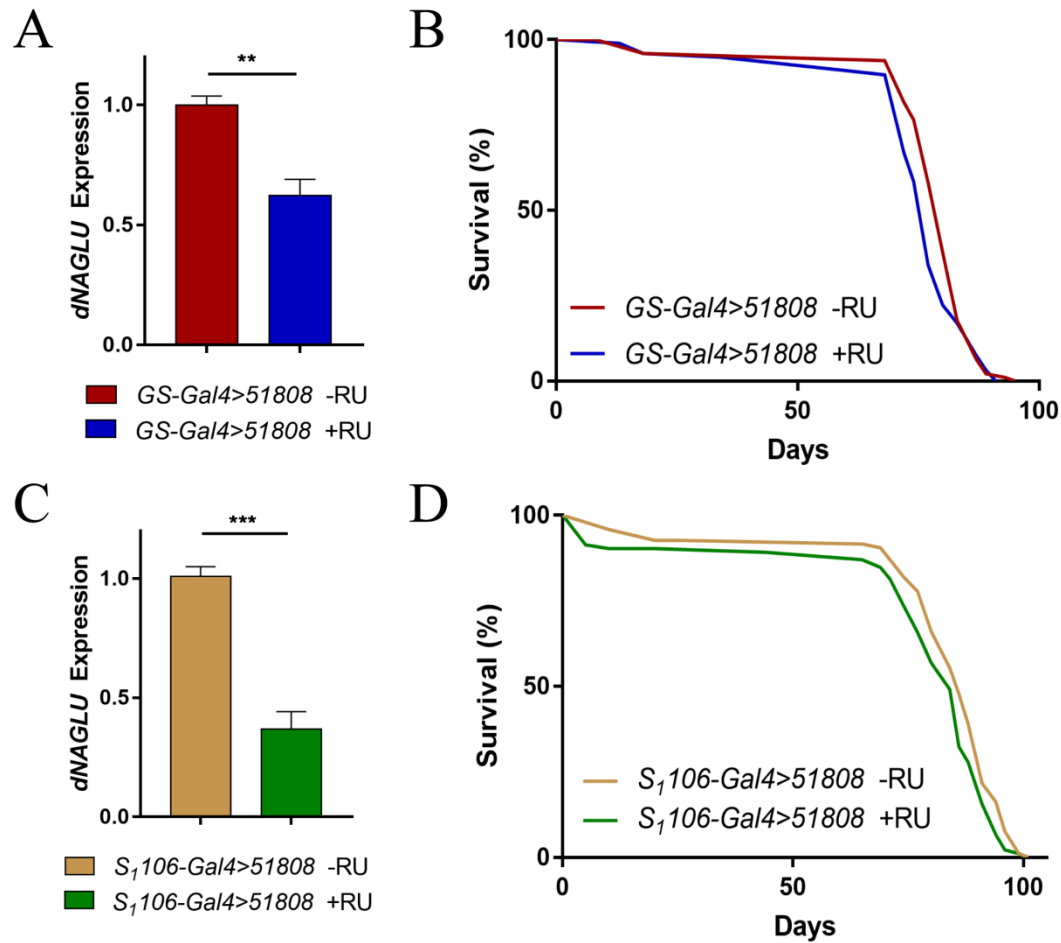 A
**
dNAGLU Expression
1.0
0.5
0.0
GS-Gal4>51808 -RU
GS-Gal4>51808 +RU
B
Survival (%)
100
50
0
GS-Gal4>51808 -RU
GS-Gal4>51808 +RU
0 50 100
Days
C
***
dNAGLU Expression
1.0
0.5
0.0
S₁106-Gal4>51808 -RU
S₁106-Gal4>51808 +RU
D
Survival (%)
100
50
0
S₁106-Gal4>51808 -RU
S₁106-Gal4>51808 +RU
0 50 100
Days